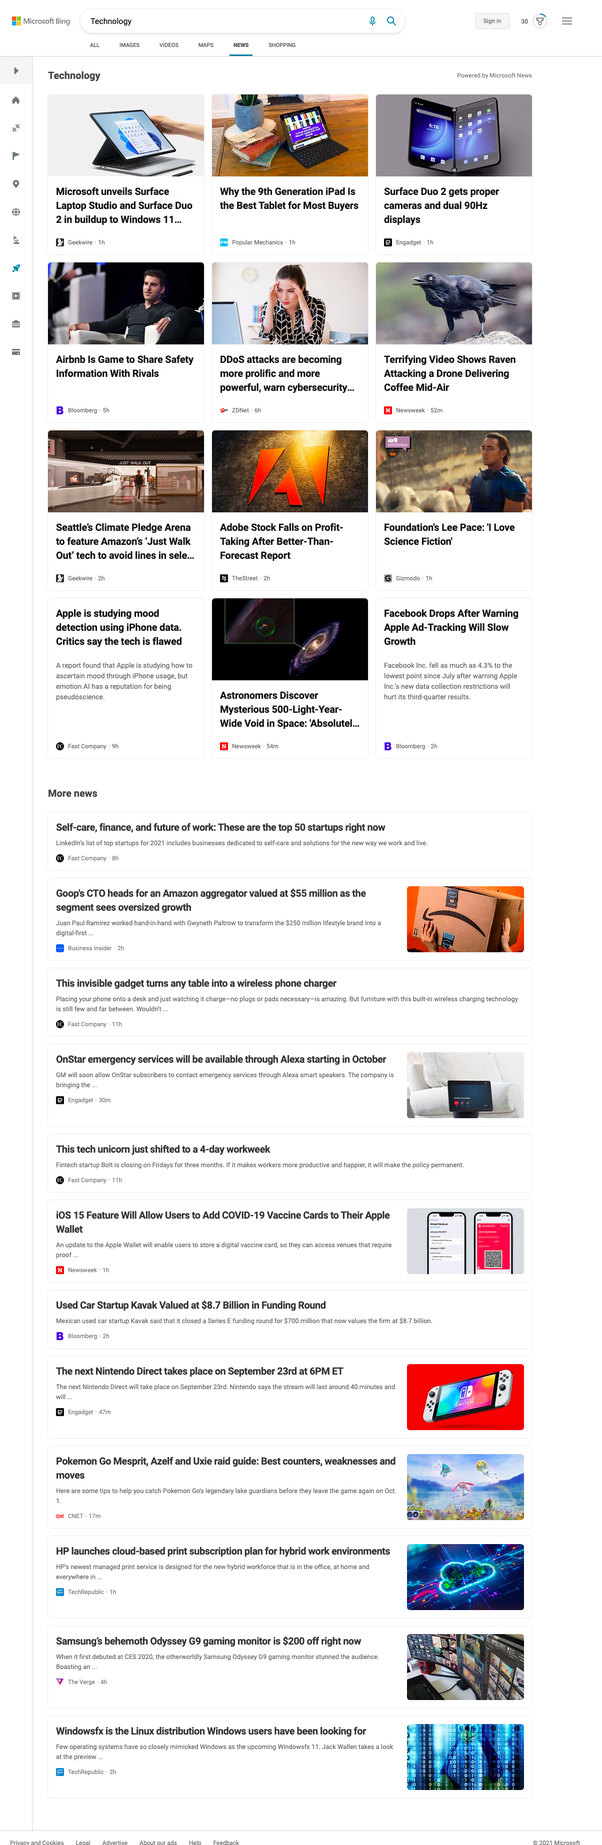 Microsoft Bing
Technology
Sign in
30
ALL
IMAGES
VIDEOS
MAPS
NEWS
SHOPPING
Technology
Powered by Microsoft News
Microsoft unveils Surface
Laptop Studio and Surface Duo
2 in buildup to Windows 11...
Geekwire · 1h
Why the 9th Generation iPad Is
the Best Tablet for Most Buyers
Popular Mechanics · 1h
Surface Duo 2 gets proper
cameras and dual 90Hz
displays
Engadget · 1h
Airbnb Is Game to Share Safety
Information With Rivals
Bloomberg · 5h
DDoS attacks are becoming
more prolific and more
powerful, warn cybersecurity...
ZDNet · 6h
Terrifying Video Shows Raven
Attacking a Drone Delivering
Coffee Mid-Air
Newsweek · 52m
JUST WALK OUT
Seattle's Climate Pledge Arena
to feature Amazon's 'Just Walk
Out' tech to avoid lines in sele...
Geekwire · 2h
Adobe Stock Falls on Profit-
Taking After Better-Than-
Forecast Report
TheStreet · 2h
io9
Foundation's Lee Pace: 'I Love
Science Fiction'
Gizmodo · 1h
Apple is studying mood
detection using iPhone data.
Critics say the tech is flawed
A report found that Apple is studying how to
ascertain mood through iPhone usage, but
emotion AI has a reputation for being
pseudoscience.
Fast Company · 9h
Astronomers Discover
Mysterious 500-Light-Year-
Wide Void in Space: 'Absolutel...
Newsweek · 54m
Facebook Drops After Warning
Apple Ad-Tracking Will Slow
Growth
Facebook Inc. fell as much as 4.3% to the
lowest point since July after warning Apple
Inc.'s new data collection restrictions will
hurt its third-quarter results.
Bloomberg · 2h
More news
Self-care, finance, and future of work: These are the top 50 startups right now
LinkedIn's list of top startups for 2021 includes businesses dedicated to self-care and solutions for the new way we work and live.
Fast Company · 8h
Goop's CTO heads for an Amazon aggregator valued at $55 million as the
segment sees oversized growth
Juan Paul Ramirez worked hand-in-hand with Gwyneth Paltrow to transform the $250 million lifestyle brand into a
digital-first ...
Business Insider · 2h
This invisible gadget turns any table into a wireless phone charger
Placing your phone onto a desk and just watching it charge—no plugs or pads necessary—is amazing. But furniture with this built-in wireless charging technology
is still few and far between. Wouldn't ...
Fast Company · 11h
OnStar emergency services will be available through Alexa starting in October
GM will soon allow OnStar subscribers to contact emergency services through Alexa smart speakers. The company is
bringing the ...
Engadget · 30m
This tech unicorn just shifted to a 4-day workweek
Fintech startup Bolt is closing on Fridays for three months. If it makes workers more productive and happier, it will make the policy permanent.
Fast Company · 11h
iOS 15 Feature Will Allow Users to Add COVID-19 Vaccine Cards to Their Apple
Wallet
An update to the Apple Wallet will enable users to store a digital vaccine card, so they can access venues that require
proof ...
Newsweek · 1h
Used Car Startup Kavak Valued at $8.7 Billion in Funding Round
Mexican used car startup Kavak said that it closed a Series E funding round for $700 million that now values the firm at $8.7 billion.
Bloomberg · 2h
The next Nintendo Direct takes place on September 23rd at 6PM ET
The next Nintendo Direct will take place on September 23rd. Nintendo says the stream will last around 40 minutes and
will ...
Engadget · 47m
Pokemon Go Mesprit, Azelf and Uxie raid guide: Best counters, weaknesses and
moves
Here are some tips to help you catch Pokemon Go's legendary lake guardians before they leave the game again on Oct.
1.
CNET · 17m
HP launches cloud-based print subscription plan for hybrid work environments
HP's newest managed print service is designed for the new hybrid workforce that is in the office, at home and
everywhere in ...
TechRepublic · 1h
Samsung's behemoth Odyssey G9 gaming monitor is $200 off right now
When it first debuted at CES 2020, the otherworldly Samsung Odyssey G9 gaming monitor stunned the audience.
Boasting an ...
The Verge · 4h
Windowsfx is the Linux distribution Windows users have been looking for
Few operating systems have so closely mimicked Windows as the upcoming Windowsfx 11. Jack Wallen takes a look
at the preview ...
TechRepublic · 2h
Privacy and Cookies
Legal
Advertise
About our ads
Help
Feedback
© 2021 Microsoft